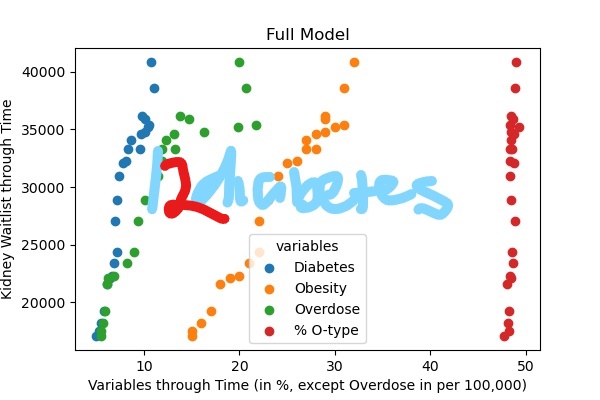 Full Model
Kidney Waitlist through Time
40000
35000
30000
25000
20000
2
variables
Diabetes
Obesity
Overdose
% O-type
10 20 30 40 50
Variables through Time (in %, except Overdose in per 100,000)